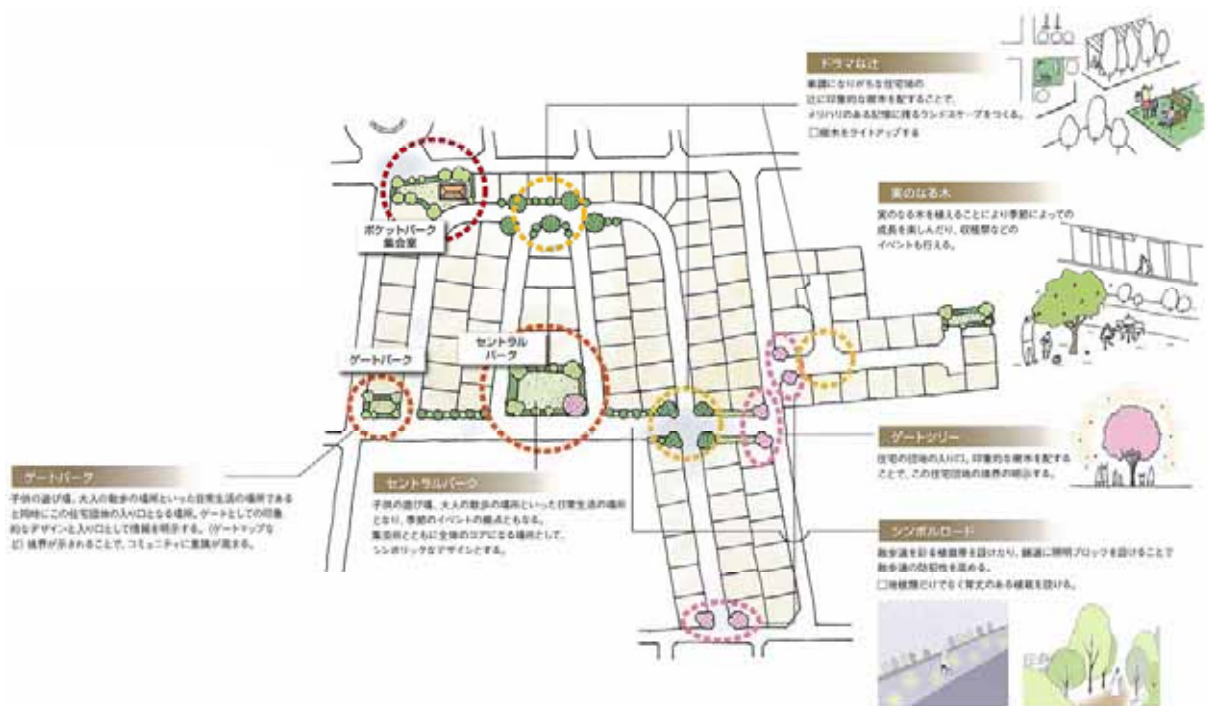 ドラマな辻
単調になりがちな住宅地の
辻に印象的な樹木を配することで、
メリハリのある記憶に残るランドスケープをつくる。
□樹木をライトアップする
実のなる木
実のなる木を植えることにより季節によっての
成長を楽しんだり、収穫祭などの
イベントも行える。
ポケットパーク
集会室
セントラル
パーク
ゲートパーク
ゲートツリー
住宅の団地の入り口。印象的な樹木を配する
ことで、この住宅団地の境界の明示する。
ゲートパーク
子供の遊び場、大人の散歩の場所といった日常生活の場所である
と同時にこの住宅団地の入り口となる場所。ゲートとしての印象
的なデザインと入り口として情報を明示する。(ゲートマップな
ど)境界が示されることで、コミュニティに意識が高まる。
セントラルパーク
子供の遊び場、大人の散歩の場所といった日常生活の場所
となり、季節のイベントの拠点ともなる。
集会所とともに全体のコアになる場所として、
シンボリックなデザインとする。
シンボルロード
散歩道を彩る植栽帯を設けたり、舗道に照明ブロックを設けることで
散歩道の防犯性を高める。
□地被類だけでなく背丈のある植栽を設ける。